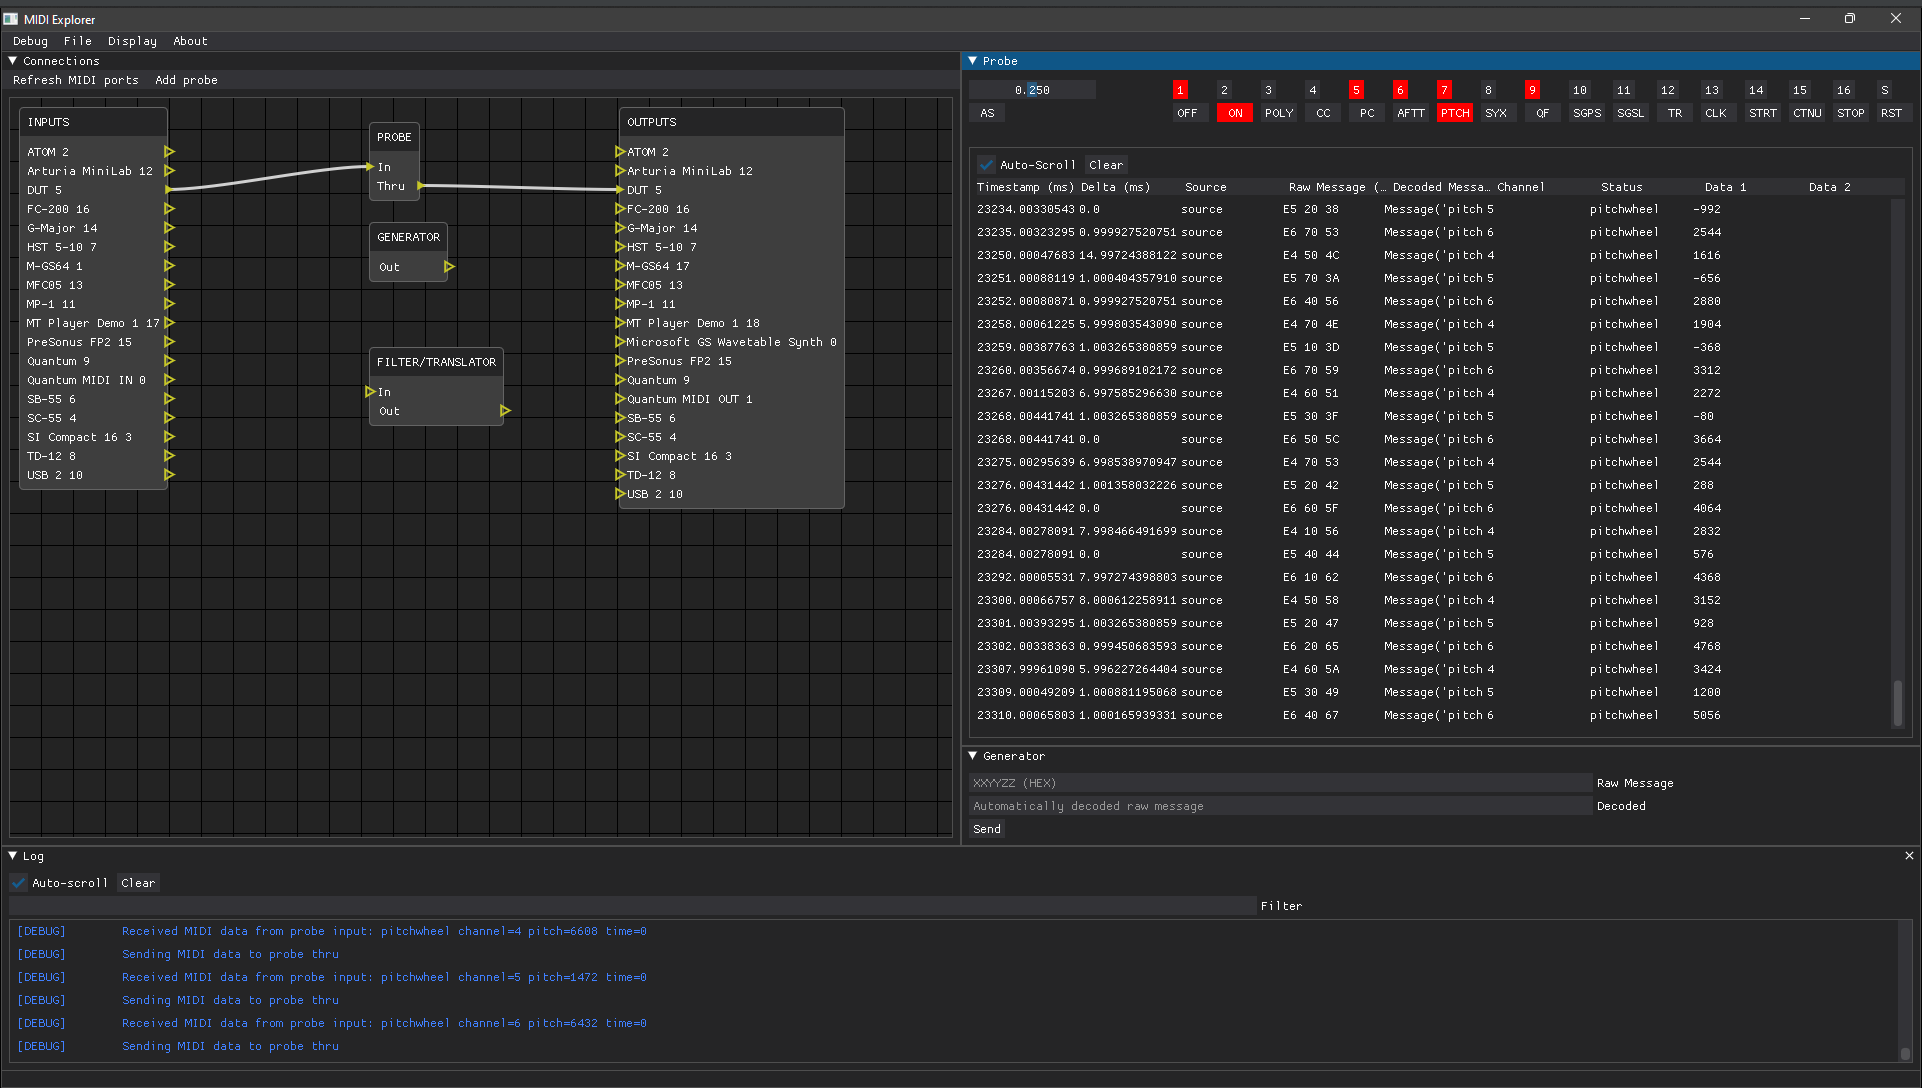 MIDI Explorer
Debug File Display About
Connections
Refresh MIDI ports Add probe
INPUTS
ATOM 2
Arturia MiniLab 12
DUT 5
FC-200 16
G-Major 14
HST 5-10 7
M-GS64 1
MFC05 13
MP-1 11
MT Player Demo 1 17
PreSonus FP2 15
Quantum 9
Quantum MIDI IN 0
SB-55 6
SC-55 4
SI Compact 16 3
TD-12 8
USB 2 10
PROBE
In
Thru
GENERATOR
Out
FILTER/TRANSLATOR
In
Out
OUTPUTS
ATOM 2
Arturia MiniLab 12
DUT 5
FC-200 16
G-Major 14
HST 5-10 7
M-GS64 17
MFC05 13
MP-1 11
MT Player Demo 1 18
Microsoft GS Wavetable Synth 0
PreSonus FP2 15
Quantum 9
Quantum MIDI OUT 1
SB-55 6
SC-55 4
SI Compact 16 3
TD-12 8
USB 2 10
Probe
0.250 1 2 3 4 5 6 7 8 9 10 11 12 13 14 15 16 S
AS OFF ON POLY CC PC AFTT PTCH SYX QF SGPS SGSL TR CLK STRT CTNU STOP RST
Auto-Scroll Clear
Timestamp (ms) Delta (ms) Source Raw Message (… Decoded Messa… Channel Status Data 1 Data 2
23234.00330543 0.0 source E5 20 38 Message('pitch 5 pitchwheel -992
23235.00323295 0.999927520751 source E6 70 53 Message('pitch 6 pitchwheel 2544
23250.00047683 14.99724388122 source E4 50 4C Message('pitch 4 pitchwheel 1616
23251.00088119 1.000404357910 source E5 70 3A Message('pitch 5 pitchwheel -656
23252.00080871 0.999927520751 source E6 40 56 Message('pitch 6 pitchwheel 2880
23258.00061225 5.999803543090 source E4 70 4E Message('pitch 4 pitchwheel 1904
23259.00387763 1.003265380859 source E5 10 3D Message('pitch 5 pitchwheel -368
23260.00356674 0.999689102172 source E6 70 59 Message('pitch 6 pitchwheel 3312
23267.00115203 6.997585296630 source E4 60 51 Message('pitch 4 pitchwheel 2272
23268.00441741 1.003265380859 source E5 30 3F Message('pitch 5 pitchwheel -80
23268.00441741 0.0 source E6 50 5C Message('pitch 6 pitchwheel 3664
23275.00295639 6.998538970947 source E4 70 53 Message('pitch 4 pitchwheel 2544
23276.00431442 1.001358032226 source E5 20 42 Message('pitch 5 pitchwheel 288
23276.00431442 0.0 source E6 60 5F Message('pitch 6 pitchwheel 4064
23284.00278091 7.998466491699 source E4 10 56 Message('pitch 4 pitchwheel 2832
23284.00278091 0.0 source E5 40 44 Message('pitch 5 pitchwheel 576
23292.00005531 7.997274398803 source E6 10 62 Message('pitch 6 pitchwheel 4368
23300.00066757 8.000612258911 source E4 50 58 Message('pitch 4 pitchwheel 3152
23301.00393295 1.003265380859 source E5 20 47 Message('pitch 5 pitchwheel 928
23302.00338363 0.999450683593 source E6 20 65 Message('pitch 6 pitchwheel 4768
23307.99961090 5.996227264404 source E4 60 5A Message('pitch 4 pitchwheel 3424
23309.00049209 1.000881195068 source E5 30 49 Message('pitch 5 pitchwheel 1200
23310.00065803 1.000165939331 source E6 40 67 Message('pitch 6 pitchwheel 5056
Generator
XXYYZZ (HEX) Raw Message
Automatically decoded raw message Decoded
Send
Log
Auto-scroll Clear
Filter
[DEBUG] Received MIDI data from probe input: pitchwheel channel=4 pitch=6608 time=0
[DEBUG] Sending MIDI data to probe thru
[DEBUG] Received MIDI data from probe input: pitchwheel channel=5 pitch=1472 time=0
[DEBUG] Sending MIDI data to probe thru
[DEBUG] Received MIDI data from probe input: pitchwheel channel=6 pitch=6432 time=0
[DEBUG] Sending MIDI data to probe thru